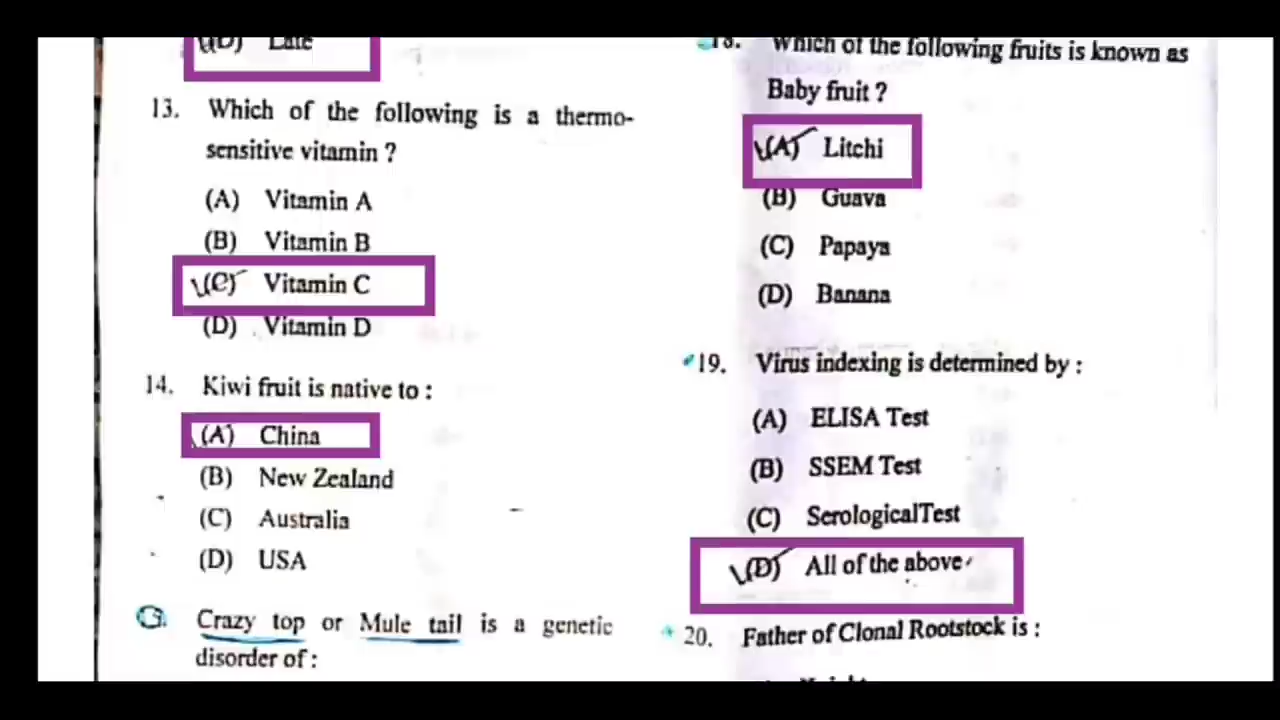 (D) Late
13. Which of the following is a thermo-
sensitive vitamin ?
(A) Vitamin A
(B) Vitamin B
(C) Vitamin C
(D) Vitamin D
14. Kiwi fruit is native to :
(A) China
(B) New Zealand
(C) Australia
(D) USA
Crazy top or Mule tail is a genetic
disorder of :
18. Which of the following fruits is known as
Baby fruit ?
(A) Litchi
(B) Guava
(C) Papaya
(D) Banana
19. Virus indexing is determined by :
(A) ELISA Test
(B) SSEM Test
(C) SerologicalTest
(D) All of the above
20. Father of Clonal Rootstock is :